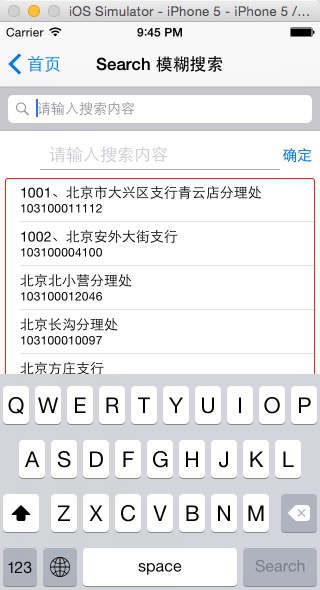 iOS Simulator - iPhone 5 - iPhone 5 /...
Carrier 9:45 PM
首页 Search 模糊搜索
请输入搜索内容
请输入搜索内容 确定
1001、北京市大兴区支行青云店分理处
103100011112
1002、北京安外大街支行
103100004100
北京北小营分理处
103100012046
北京长沟分理处
103100010097
北京方庄支行
Q W E R T Y U I O P
A S D F G H J K L
Z X C V B N M
123 space Search